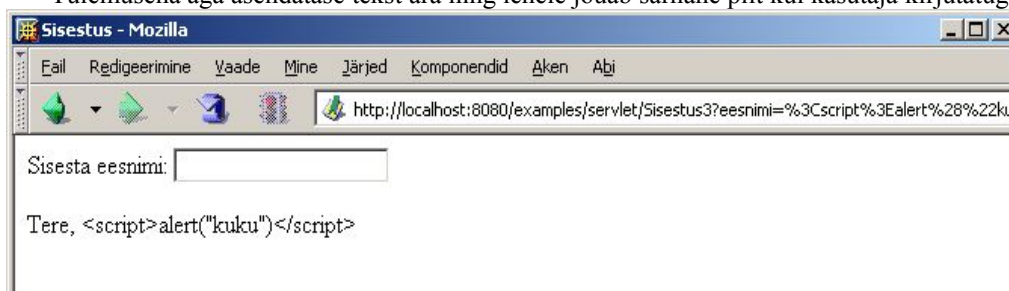 Sisestus - Mozilla
Fail Redigeerimine Vaade Mine Järjed Komponendid Aken Abi
http://localhost:8080/examples/servlet/Sisestus3?eesnimi=%3Cscript%3Ealert%28%22ku
Sisesta eesnimi:
Tere, <script>alert("kuku")</script>